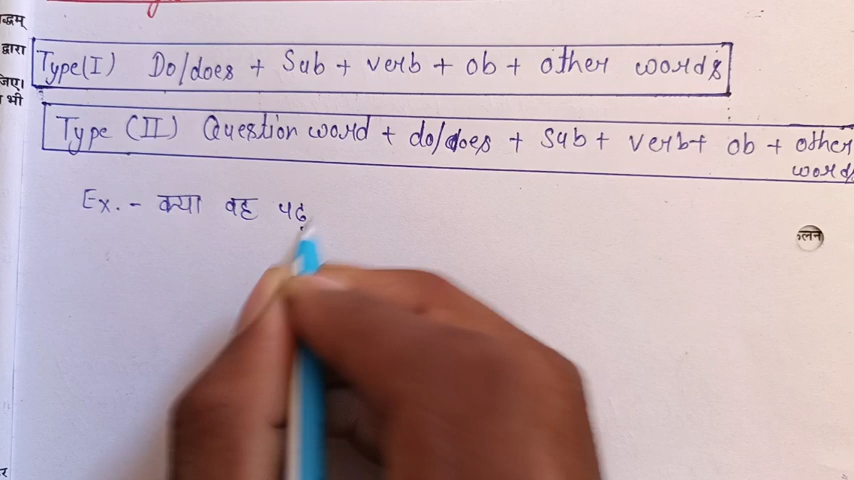 द्धम्
द्वारा
जिए।
भी
Type(I) Do/does + Sub + verb + ob + other words
Type (II) Question word + do/does + sub + verb + ob + other
words
Ex. - क्या वह पढ़